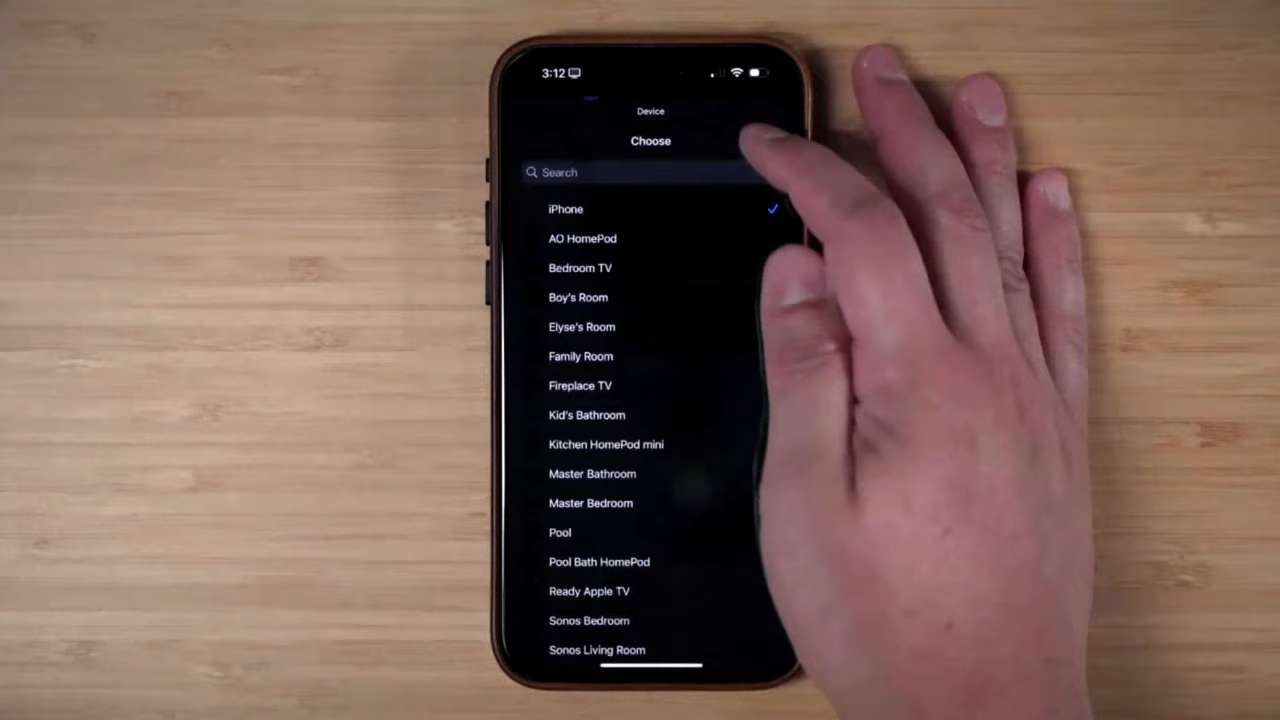 3:12
Device
Choose
Search
iPhone
AO HomePod
Bedroom TV
Boy's Room
Elyse's Room
Family Room
Fireplace TV
Kid's Bathroom
Kitchen HomePod mini
Master Bathroom
Master Bedroom
Pool
Pool Bath HomePod
Ready Apple TV
Sonos Bedroom
Sonos Living Room